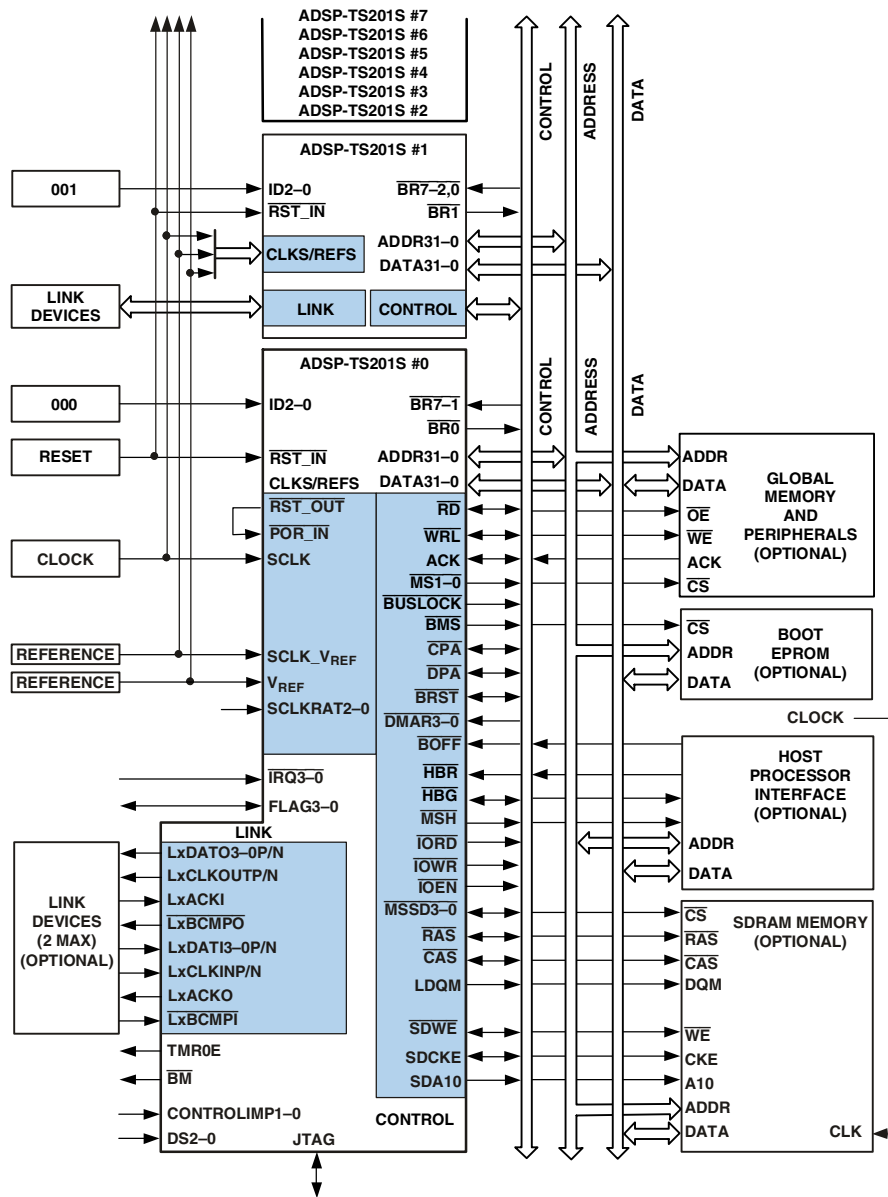 ADSP-TS201S #7
ADSP-TS201S #6
ADSP-TS201S #5
ADSP-TS201S #4
ADSP-TS201S #3
ADSP-TS201S #2
CONTROL
ADDRESS
DATA
ADSP-TS201S #1
001
ID2–0
BR7–2,0
RST_IN
BR1
ADDR31–0
CLKS/REFS
DATA31–0
LINK
DEVICES
LINK
CONTROL
ADSP-TS201S #0
CONTROL
ADDRESS
DATA
000
ID2–0
BR7–1
BR0
RESET
RST_IN
ADDR31–0
CLKS/REFS
DATA31–0
RST_OUT
RD
POR_IN
WRL
CLOCK
SCLK
ACK
MS1–0
BUSLOCK
BMS
REFERENCE
SCLK_VREF
CPA
REFERENCE
VREF
DPA
SCLKRAT2–0
BRST
DMAR3–0
BOFF
IRQ3–0
HBR
FLAG3–0
HBG
MSH
LINK
IORD
IOWR
IOEN
MSSD3–0
RAS
CAS
LDQM
SDWE
SDCKE
SDA10
CONTROL
LINK
DEVICES
(2 MAX)
(OPTIONAL)
LxDATO3–0P/N
LxCLKOUTP/N
LxACKI
LxBCMPO
LxDATI3–0P/N
LxCLKINP/N
LxACKO
LxBCMPI
TMR0E
BM
CONTROLIMP1–0
DS2–0
JTAG
ADDR
DATA
OE
WE
ACK
CS
GLOBAL
MEMORY
AND
PERIPHERALS
(OPTIONAL)
CS
ADDR
DATA
BOOT
EPROM
(OPTIONAL)
CLOCK
HOST
PROCESSOR
INTERFACE
(OPTIONAL)
ADDR
DATA
SDRAM MEMORY
(OPTIONAL)
CS
RAS
CAS
DQM
WE
CKE
A10
ADDR
DATA
CLK